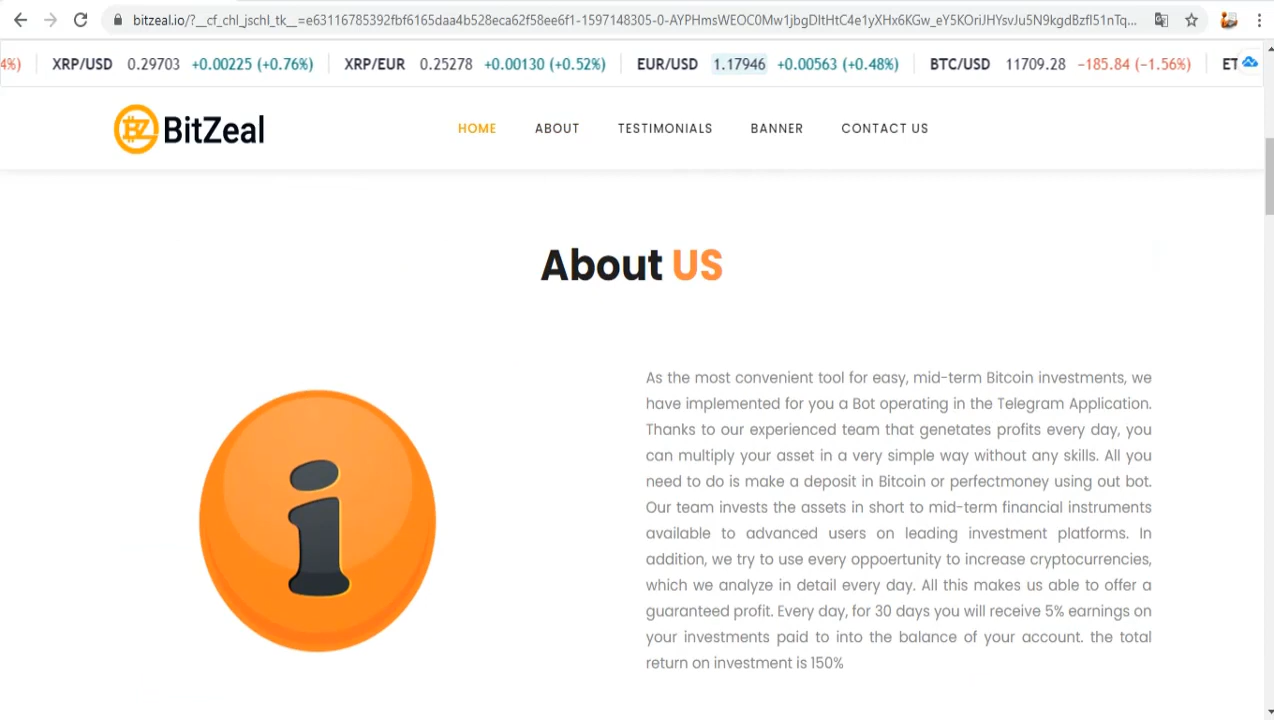 bitzeal.io/?__cf_chl_jschl_tk__=e63116785392fbf6165daa4b528eca62f58ee6f1-1597148305-0-AYPHmsWEOC0Mw1jbgDltHtC4e1yXHx6KGw_eY5KOriJHYsvJu5N9kgdBzfl51nTq...
4%) XRP/USD 0.29703 +0.00225 (+0.76%) XRP/EUR 0.25278 +0.00130 (+0.52%) EUR/USD 1.17946 +0.00563 (+0.48%) BTC/USD 11709.28 −185.84 (−1.56%) ET
BZ BitZeal HOME ABOUT TESTIMONIALS BANNER CONTACT US
About US
As the most convenient tool for easy, mid-term Bitcoin investments, we
have implemented for you a Bot operating in the Telegram Application.
Thanks to our experienced team that genetates profits every day, you
can multiply your asset in a very simple way without any skills. All you
need to do is make a deposit in Bitcoin or perfectmoney using out bot.
Our team invests the assets in short to mid-term financial instruments
available to advanced users on leading investment platforms. In
addition, we try to use every oppoertunity to increase cryptocurrencies,
which we analyze in detail every day. All this makes us able to offer a
guaranteed profit. Every day, for 30 days you will receive 5% earnings on
your investments paid to into the balance of your account. the total
return on investment is 150%
i